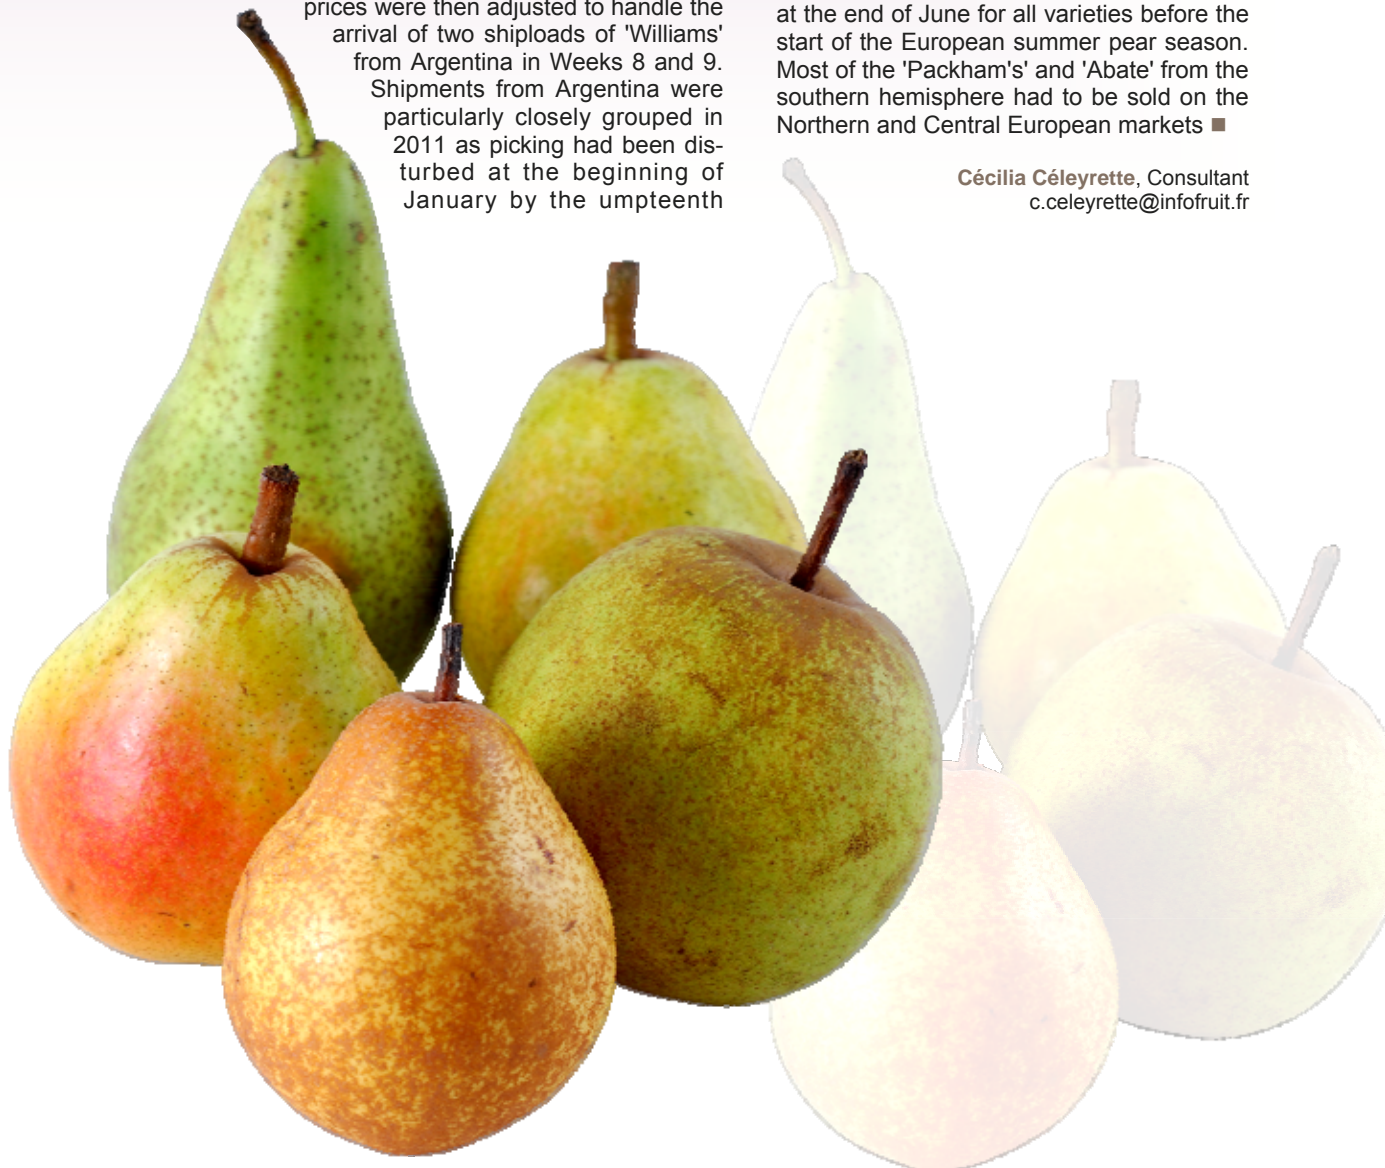 prices were then adjusted to handle the
arrival of two shiploads of 'Williams'
from Argentina in Weeks 8 and 9.
Shipments from Argentina were
particularly closely grouped in
2011 as picking had been dis-
turbed at the beginning of
January by the umpteenth
at the end of June for all varieties before the
start of the European summer pear season.
Most of the 'Packham's' and 'Abate' from the
southern hemisphere had to be sold on the
Northern and Central European markets ■
Cécilia Céleyrette, Consultant
c.celeyrette@infofruit.fr